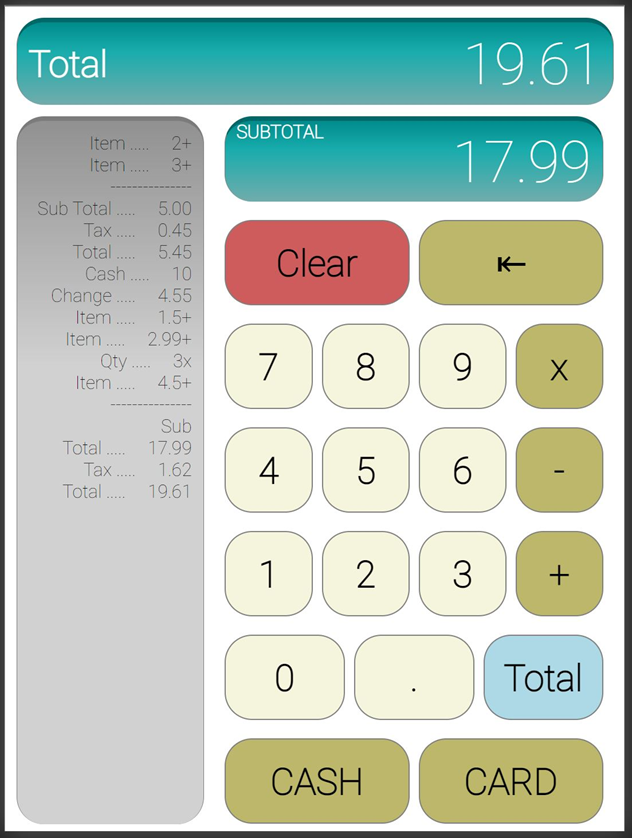 Total 19.61
SUBTOTAL
17.99
Item ..... 2+
Item ..... 3+
---------------
Sub Total ..... 5.00
Tax ..... 0.45
Total ..... 5.45
Cash ..... 10
Change ..... 4.55
Item ..... 1.5+
Item ..... 2.99+
Qty ..... 3x
Item ..... 4.5+
---------------
Sub
Total ..... 17.99
Tax ..... 1.62
Total ..... 19.61
Clear ⇤
7 8 9 x
4 5 6 -
1 2 3 +
0 . Total
CASH CARD